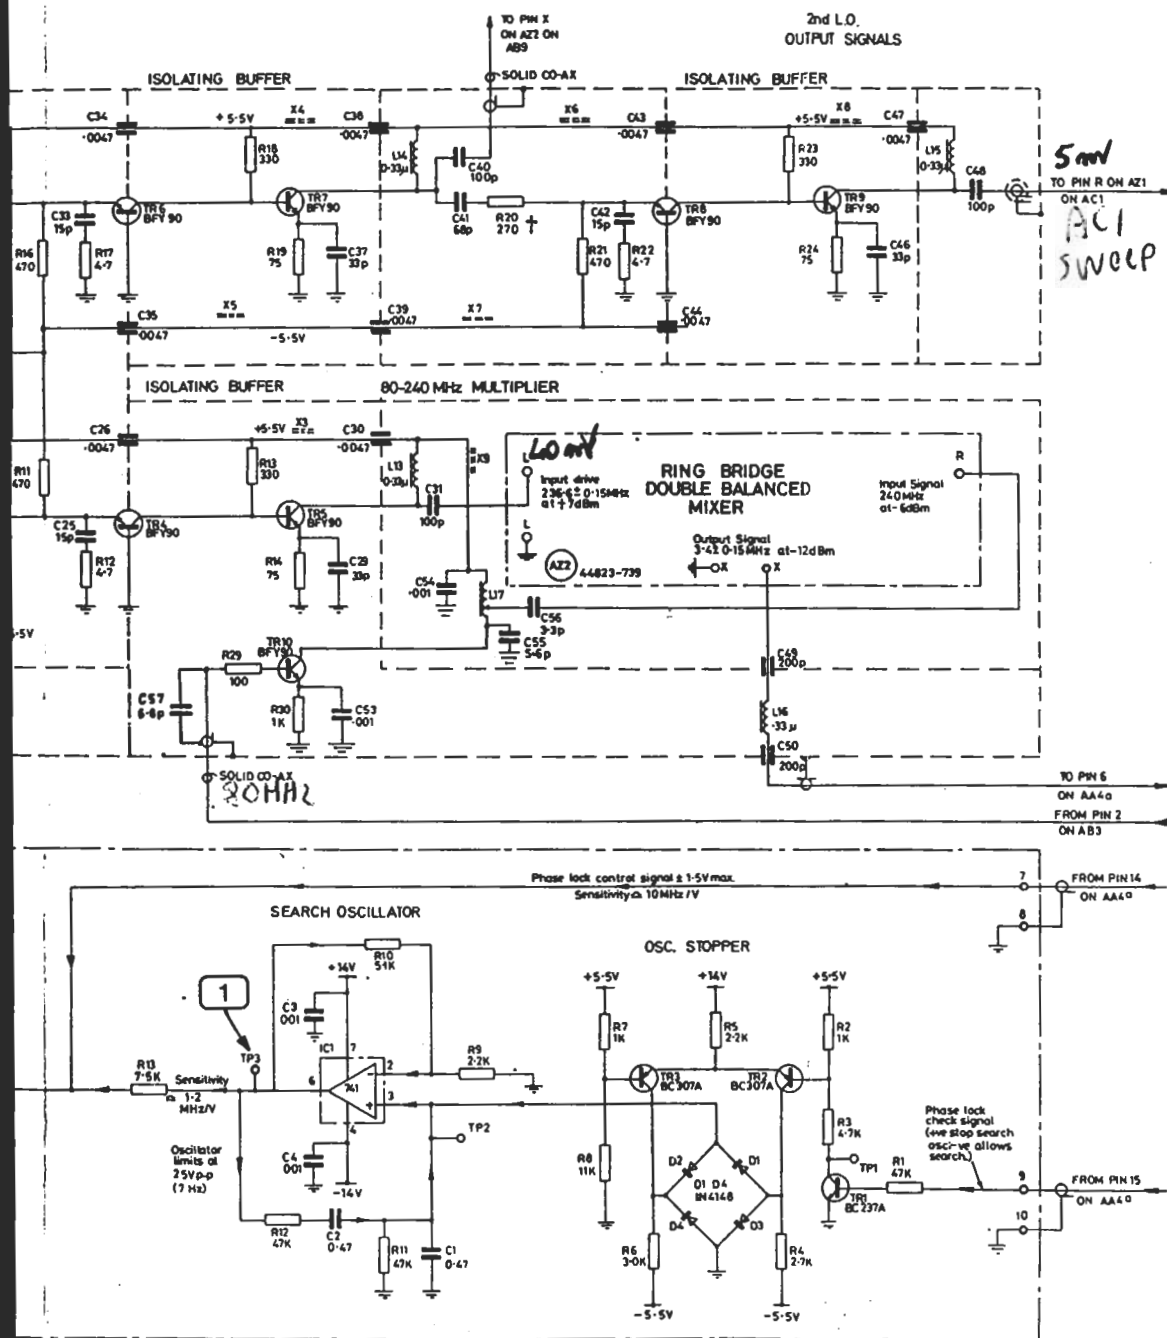 TO PIN X
ON AZ2 ON
AB9
2nd L.O.
OUTPUT SIGNALS
SOLID CO-AX
ISOLATING BUFFER
ISOLATING BUFFER
C34
·0047
+5·5V
X4
C38
·0047
X6
C43
·0047
+5·5V
X8
C47
·0047
R18
330
L14
0·33μ
C40
100p
R23
330
L15
0·33μ
C48
100p
5mV
TO PIN R ON AZ1
ON AC1
AC1
SWEEP
C33
15p
TR6
BFY90
TR7
BFY90
C41
68p
R20
270
C42
15p
TR8
BFY90
TR9
BFY90
R16
470
R17
4·7
R19
75
C37
33p
R21
470
R22
4·7
R24
75
C46
33p
C35
·0047
X5
-5·5V
C39
·0047
X7
C44
·0047
ISOLATING BUFFER
80-240 MHz MULTIPLIER
C26
·0047
+5·5V
X3
C30
·0047
X9
40mV
R11
470
R13
330
L13
0·33μ
C31
100p
L
Input drive
236·6±0·15MHz
at +7dBm
RING BRIDGE
DOUBLE BALANCED
MIXER
R
Input Signal
240MHz
at-6dBm
C25
15p
TR4
BFY90
TR5
BFY90
L
Output Signal
3·4±0·15MHz at-12dBm
R12
4·7
R14
75
C29
33p
AZ2
44823-739
X
X
C54
·001
L17
C56
3·3p
C55
5·6p
TR10
BFY90
R29
100
C49
200p
C57
6·8p
R30
1K
C53
·001
L16
·33μ
C50
200p
SOLID CO-AX
80MHz
TO PIN 6
ON AA4a
FROM PIN 2
ON AB3
Phase lock control signal ± 1·5V max.
Sensitivity ≏ 10MHz/V
7
FROM PIN14
ON AA4a
8
SEARCH OSCILLATOR
OSC. STOPPER
R10
51K
+14V
+5·5V
+14V
+5·5V
1
C3
·001
R7
1K
R5
2·2K
R2
1K
TP3
IC1
7
2
R9
2·2K
R13
7·5K
Sensitivity
≏ 1·2
MHz/V
6
741
3
4
TR3
BC307A
TR2
BC307A
R3
4·7K
Phase lock
check signal
(+ve stop search
osc;-ve allows
search.)
TP2
Oscillator
limits at
25Vp-p
(7Hz)
C4
·001
-14V
R8
11K
D2
D1
D1 D4
IN4148
D4
D3
TP1
R1
47K
TR1
BC237A
9
FROM PIN 15
ON AA4a
10
R12
47K
C2
0·47
R11
47K
C1
0·47
R6
3·0K
R4
2·7K
-5·5V
-5·5V